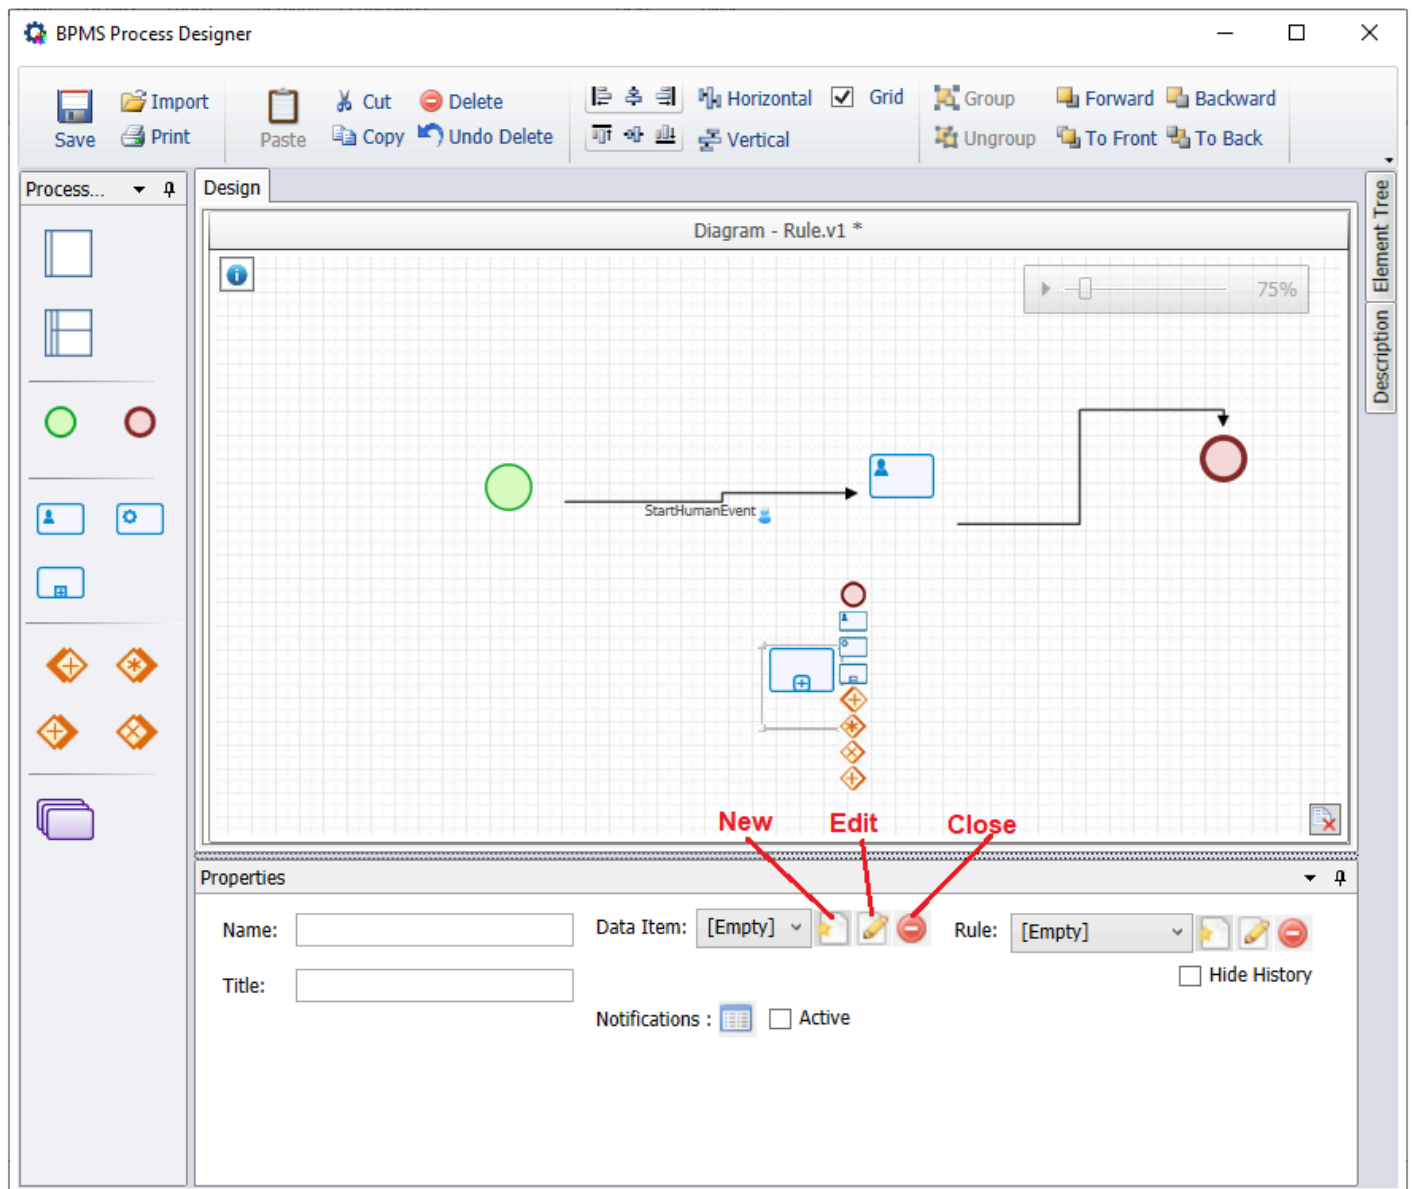 BPMS Process Designer
Save
Import
Print
Paste
Cut
Copy
Delete
Undo Delete
Horizontal
Vertical
Grid
Group
Ungroup
Forward
Backward
To Front
To Back
Process...
Design
Element Tree
Description
Diagram - Rule.v1 *
75%
StartHumanEvent
New
Edit
Close
Properties
Name:
Data Item:
[Empty]
Rule:
[Empty]
Hide History
Title:
Notifications :
Active